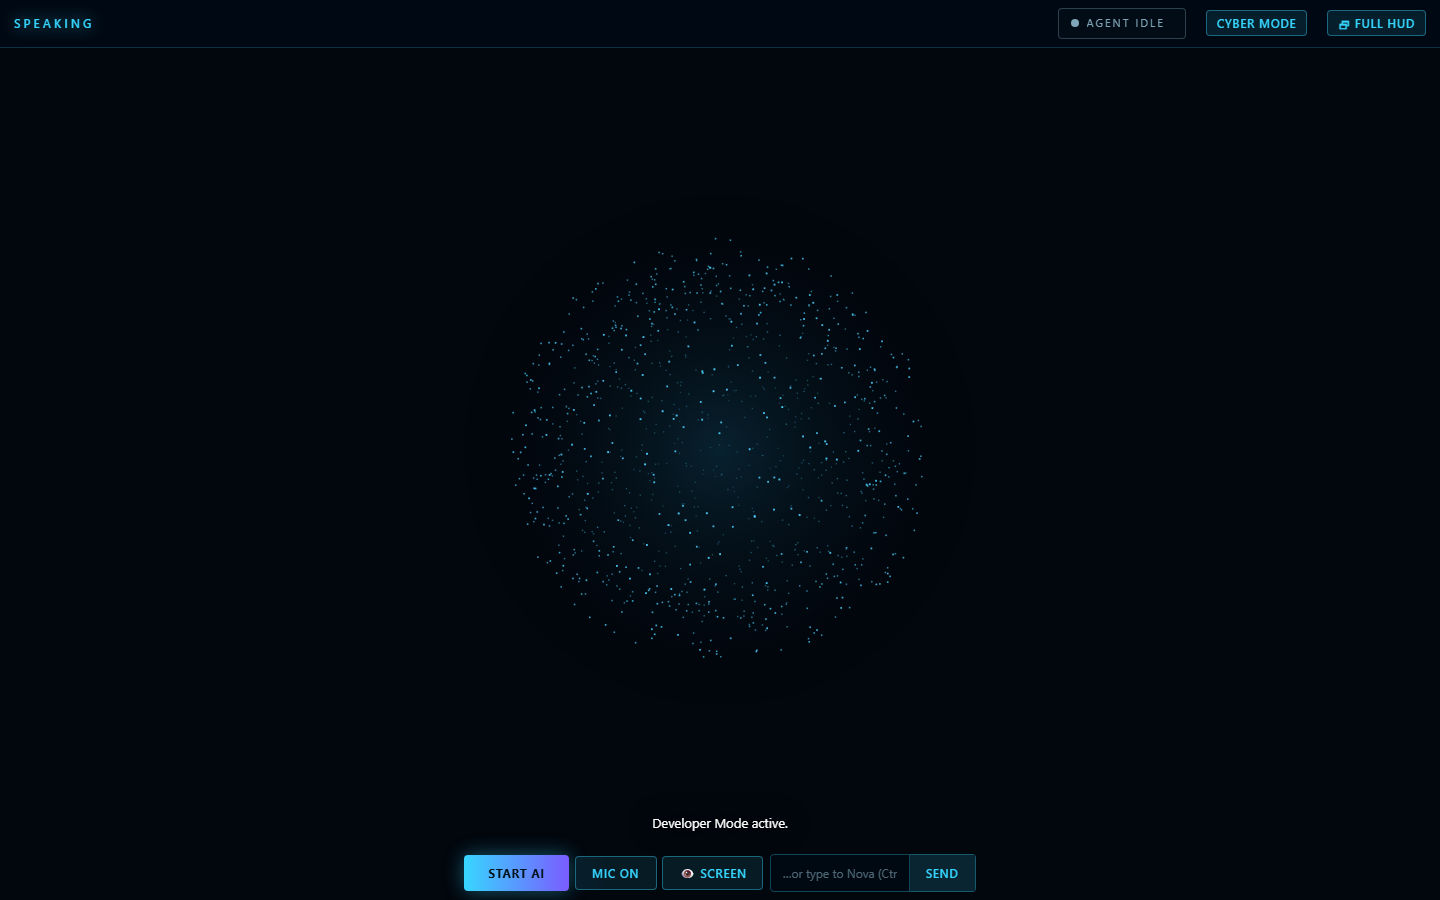 SPEAKING
AGENT IDLE
CYBER MODE
FULL HUD
Developer Mode active.
START AI
MIC ON
SCREEN
...or type to Nova (Ctr
SEND